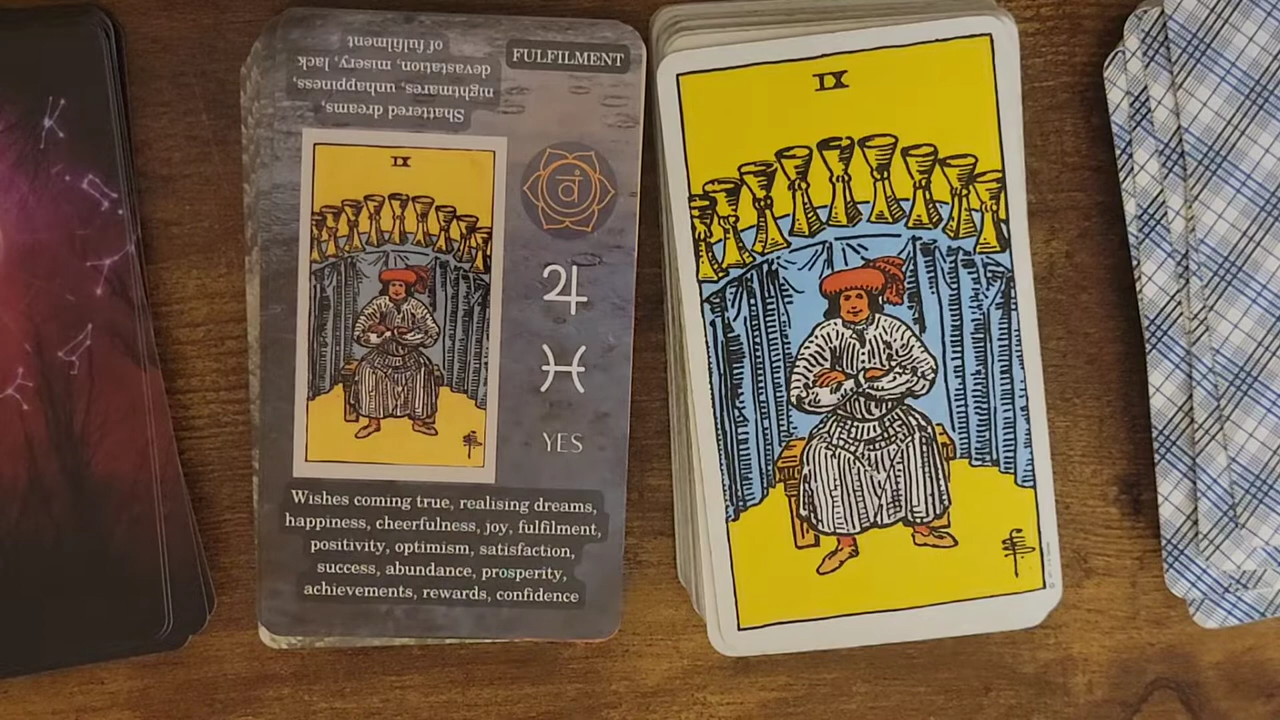 FULFILMENT
Shattered dreams,
nightmares, unhappiness,
devastation, misery, lack
of fulfilment
IX
YES
Wishes coming true, realising dreams,
happiness, cheerfulness, joy, fulfilment,
positivity, optimism, satisfaction,
success, abundance, prosperity,
achievements, rewards, confidence
IX